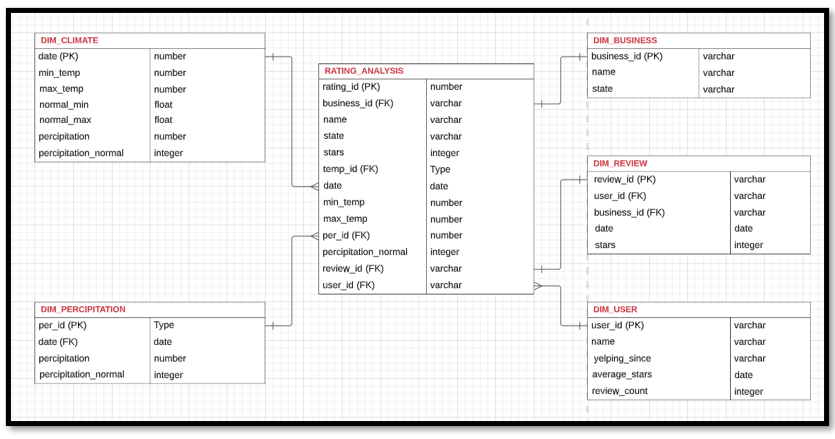 DIM_CLIMATE
date (PK) number
min_temp number
max_temp number
normal_min float
normal_max float
percipitation number
percipitation_normal integer
RATING_ANALYSIS
rating_id (PK) number
business_id (FK) varchar
name varchar
state varchar
stars integer
temp_id (FK) Type
date date
min_temp number
max_temp number
per_id (FK) number
percipitation_normal integer
review_id (FK) varchar
user_id (FK) varchar
DIM_BUSINESS
business_id (PK) varchar
name varchar
state varchar
DIM_REVIEW
review_id (PK) varchar
user_id (FK) varchar
business_id (FK) varchar
date date
stars integer
DIM_PERCIPITATION
per_id (PK) Type
date (FK) date
percipitation number
percipitation_normal integer
DIM_USER
user_id (PK) varchar
name varchar
yelping_since varchar
average_stars date
review_count integer